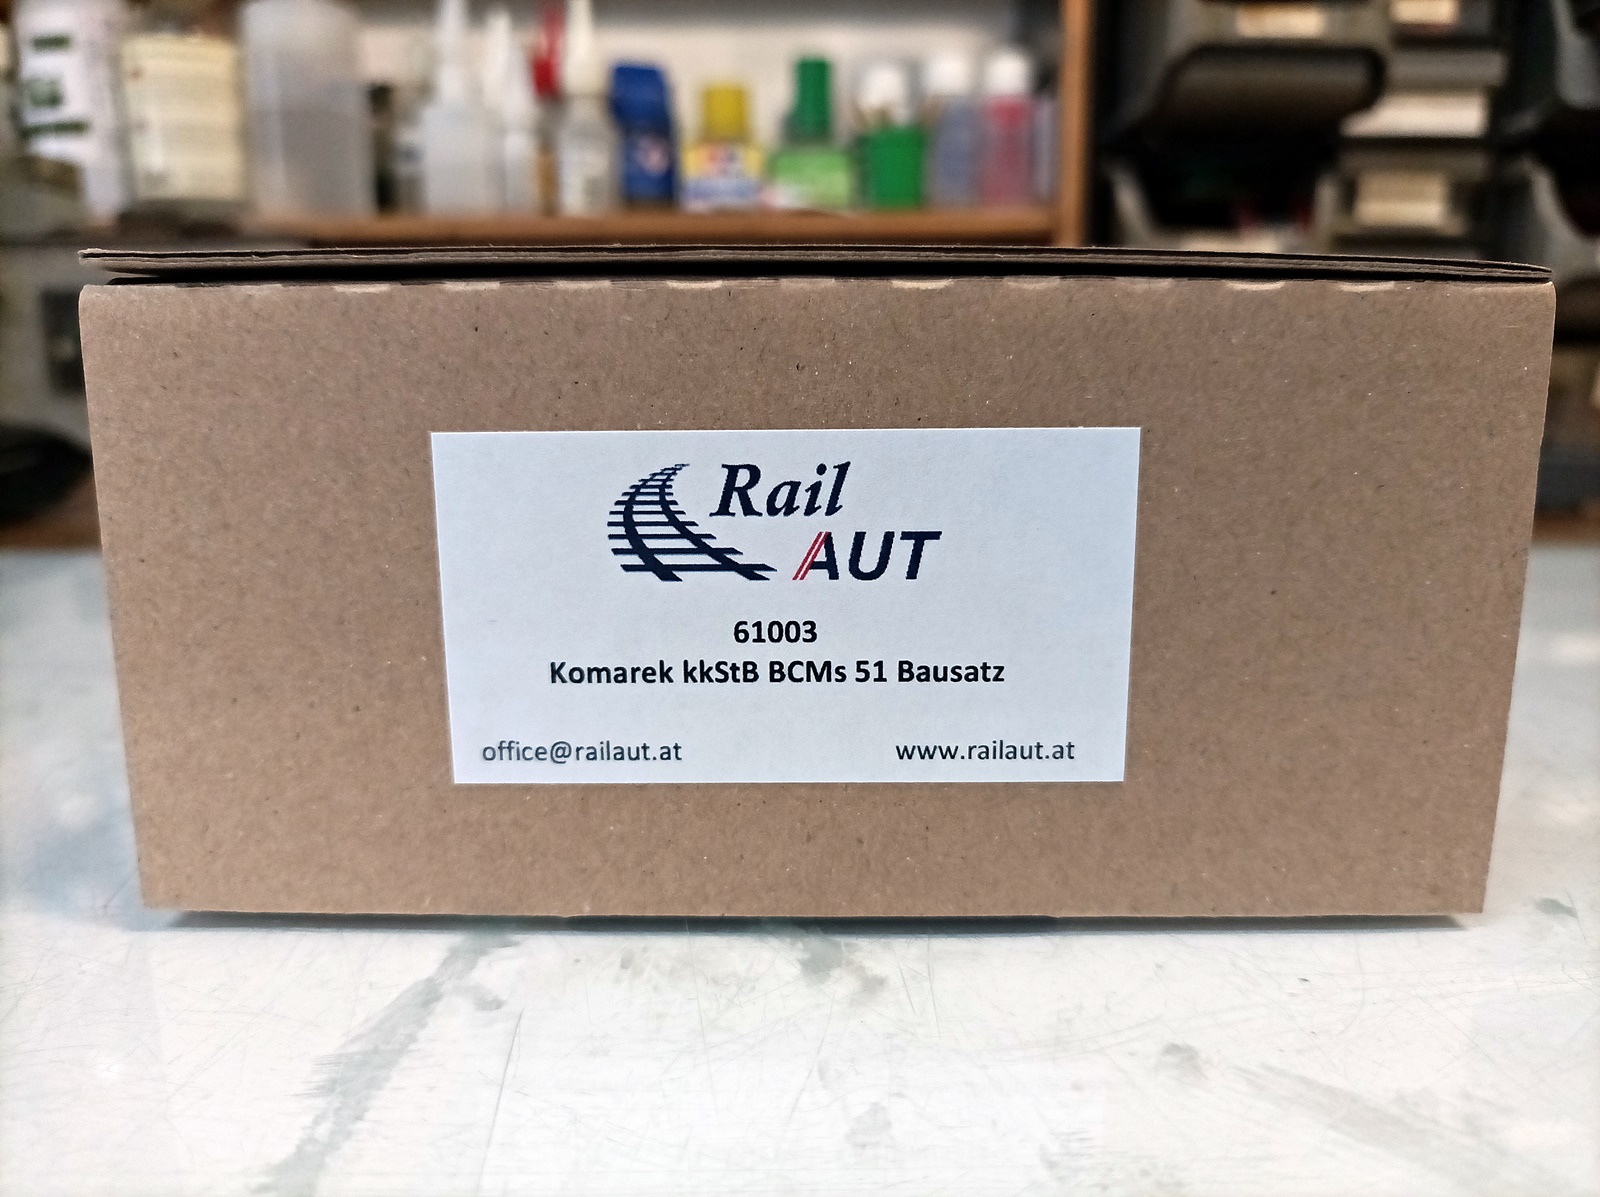 Rail
AUT
61003
Komarek kkStB BCMs 51 Bausatz
office@railaut.at www.railaut.at